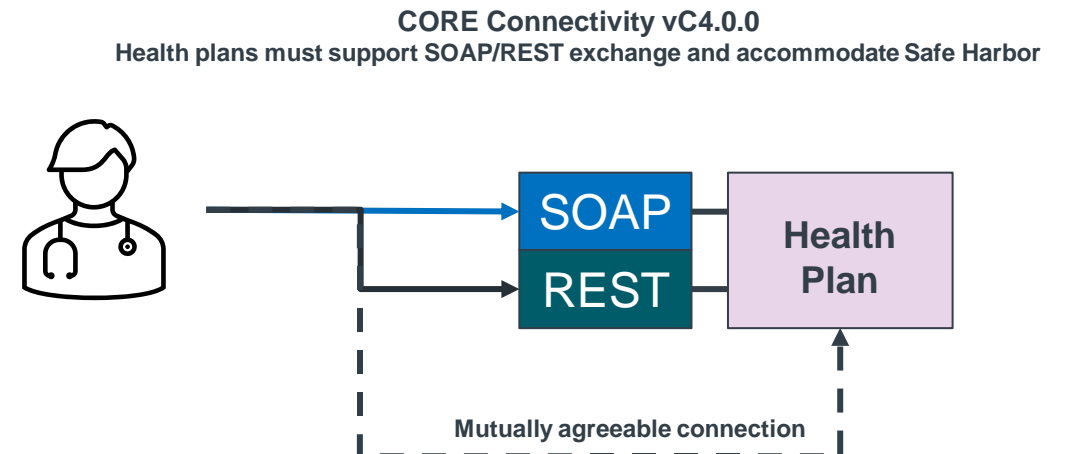 CORE Connectivity vC4.0.0
Health plans must support SOAP/REST exchange and accommodate Safe Harbor
SOAP
REST
Health
Plan
Mutually agreeable connection